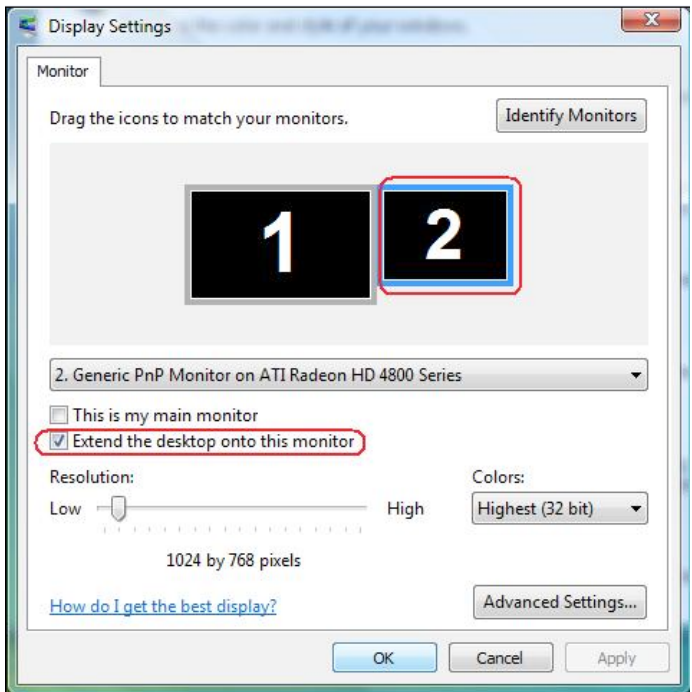 Display Settings
Monitor
Drag the icons to match your monitors.
Identify Monitors
1
2
2. Generic PnP Monitor on ATI Radeon HD 4800 Series
This is my main monitor
Extend the desktop onto this monitor
Resolution:
Colors:
Low
High
Highest (32 bit)
1024 by 768 pixels
How do I get the best display?
Advanced Settings...
OK
Cancel
Apply